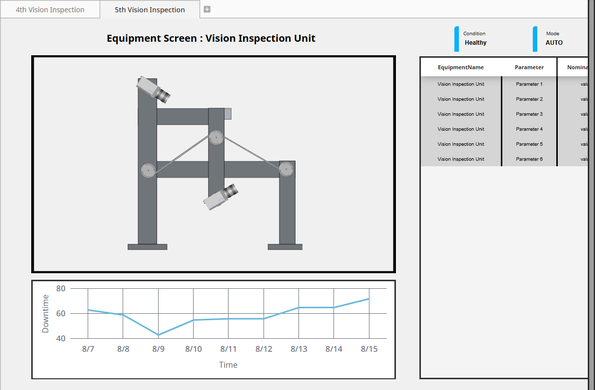 4th Vision Inspection
5th Vision Inspection
Equipment Screen : Vision Inspection Unit
Condition
Healthy
Mode
AUTO
EquipmentName Parameter
Vision Inspection Unit Parameter 1
Vision Inspection Unit Parameter 2
Vision Inspection Unit Parameter 3
Vision Inspection Unit Parameter 4
Vision Inspection Unit Parameter 5
Vision Inspection Unit Parameter 6
80
60
40
Downtime
8/7 8/8 8/9 8/10 8/11 8/12 8/13 8/14 8/15
Time